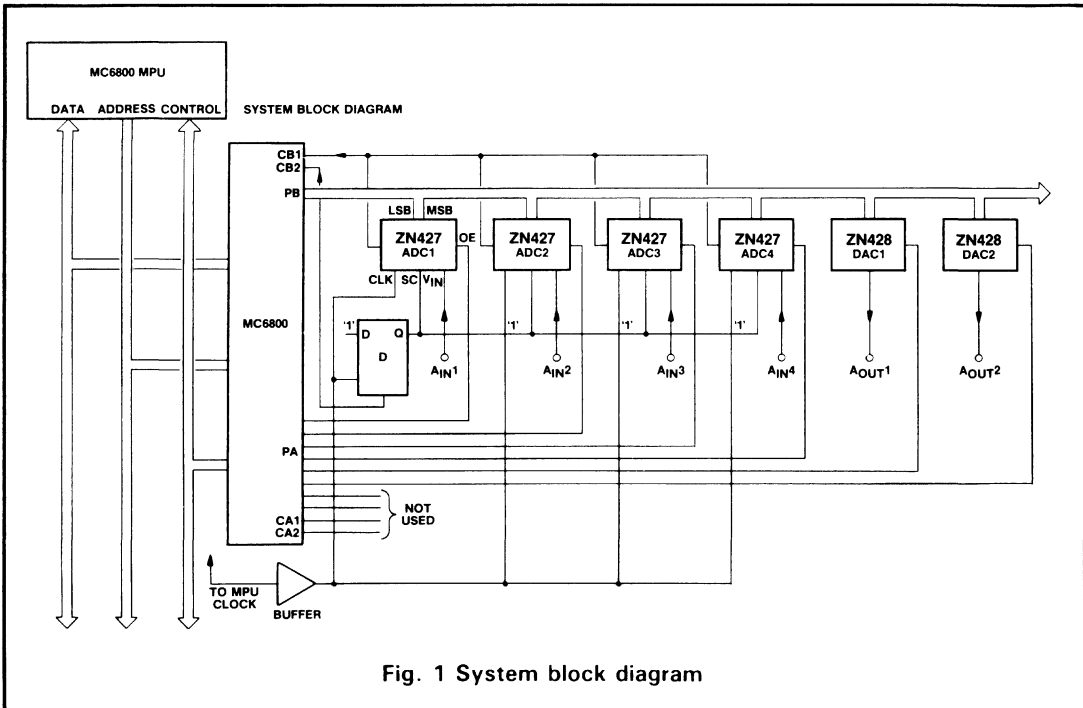 MC6800 MPU
DATA ADDRESS CONTROL
SYSTEM BLOCK DIAGRAM
CB1
CB2
PB
LSB MSB
OE
ZN427
ADC1
ZN427
ADC2
ZN427
ADC3
ZN427
ADC4
ZN428
DAC1
ZN428
DAC2
CLK SC VIN
MC6800
'1'
D Q
D
'1'
'1'
'1'
AIN1
AIN2
AIN3
AIN4
AOUT1
AOUT2
PA
CA1
CA2
NOT
USED
TO MPU
CLOCK
BUFFER
Fig. 1 System block diagram